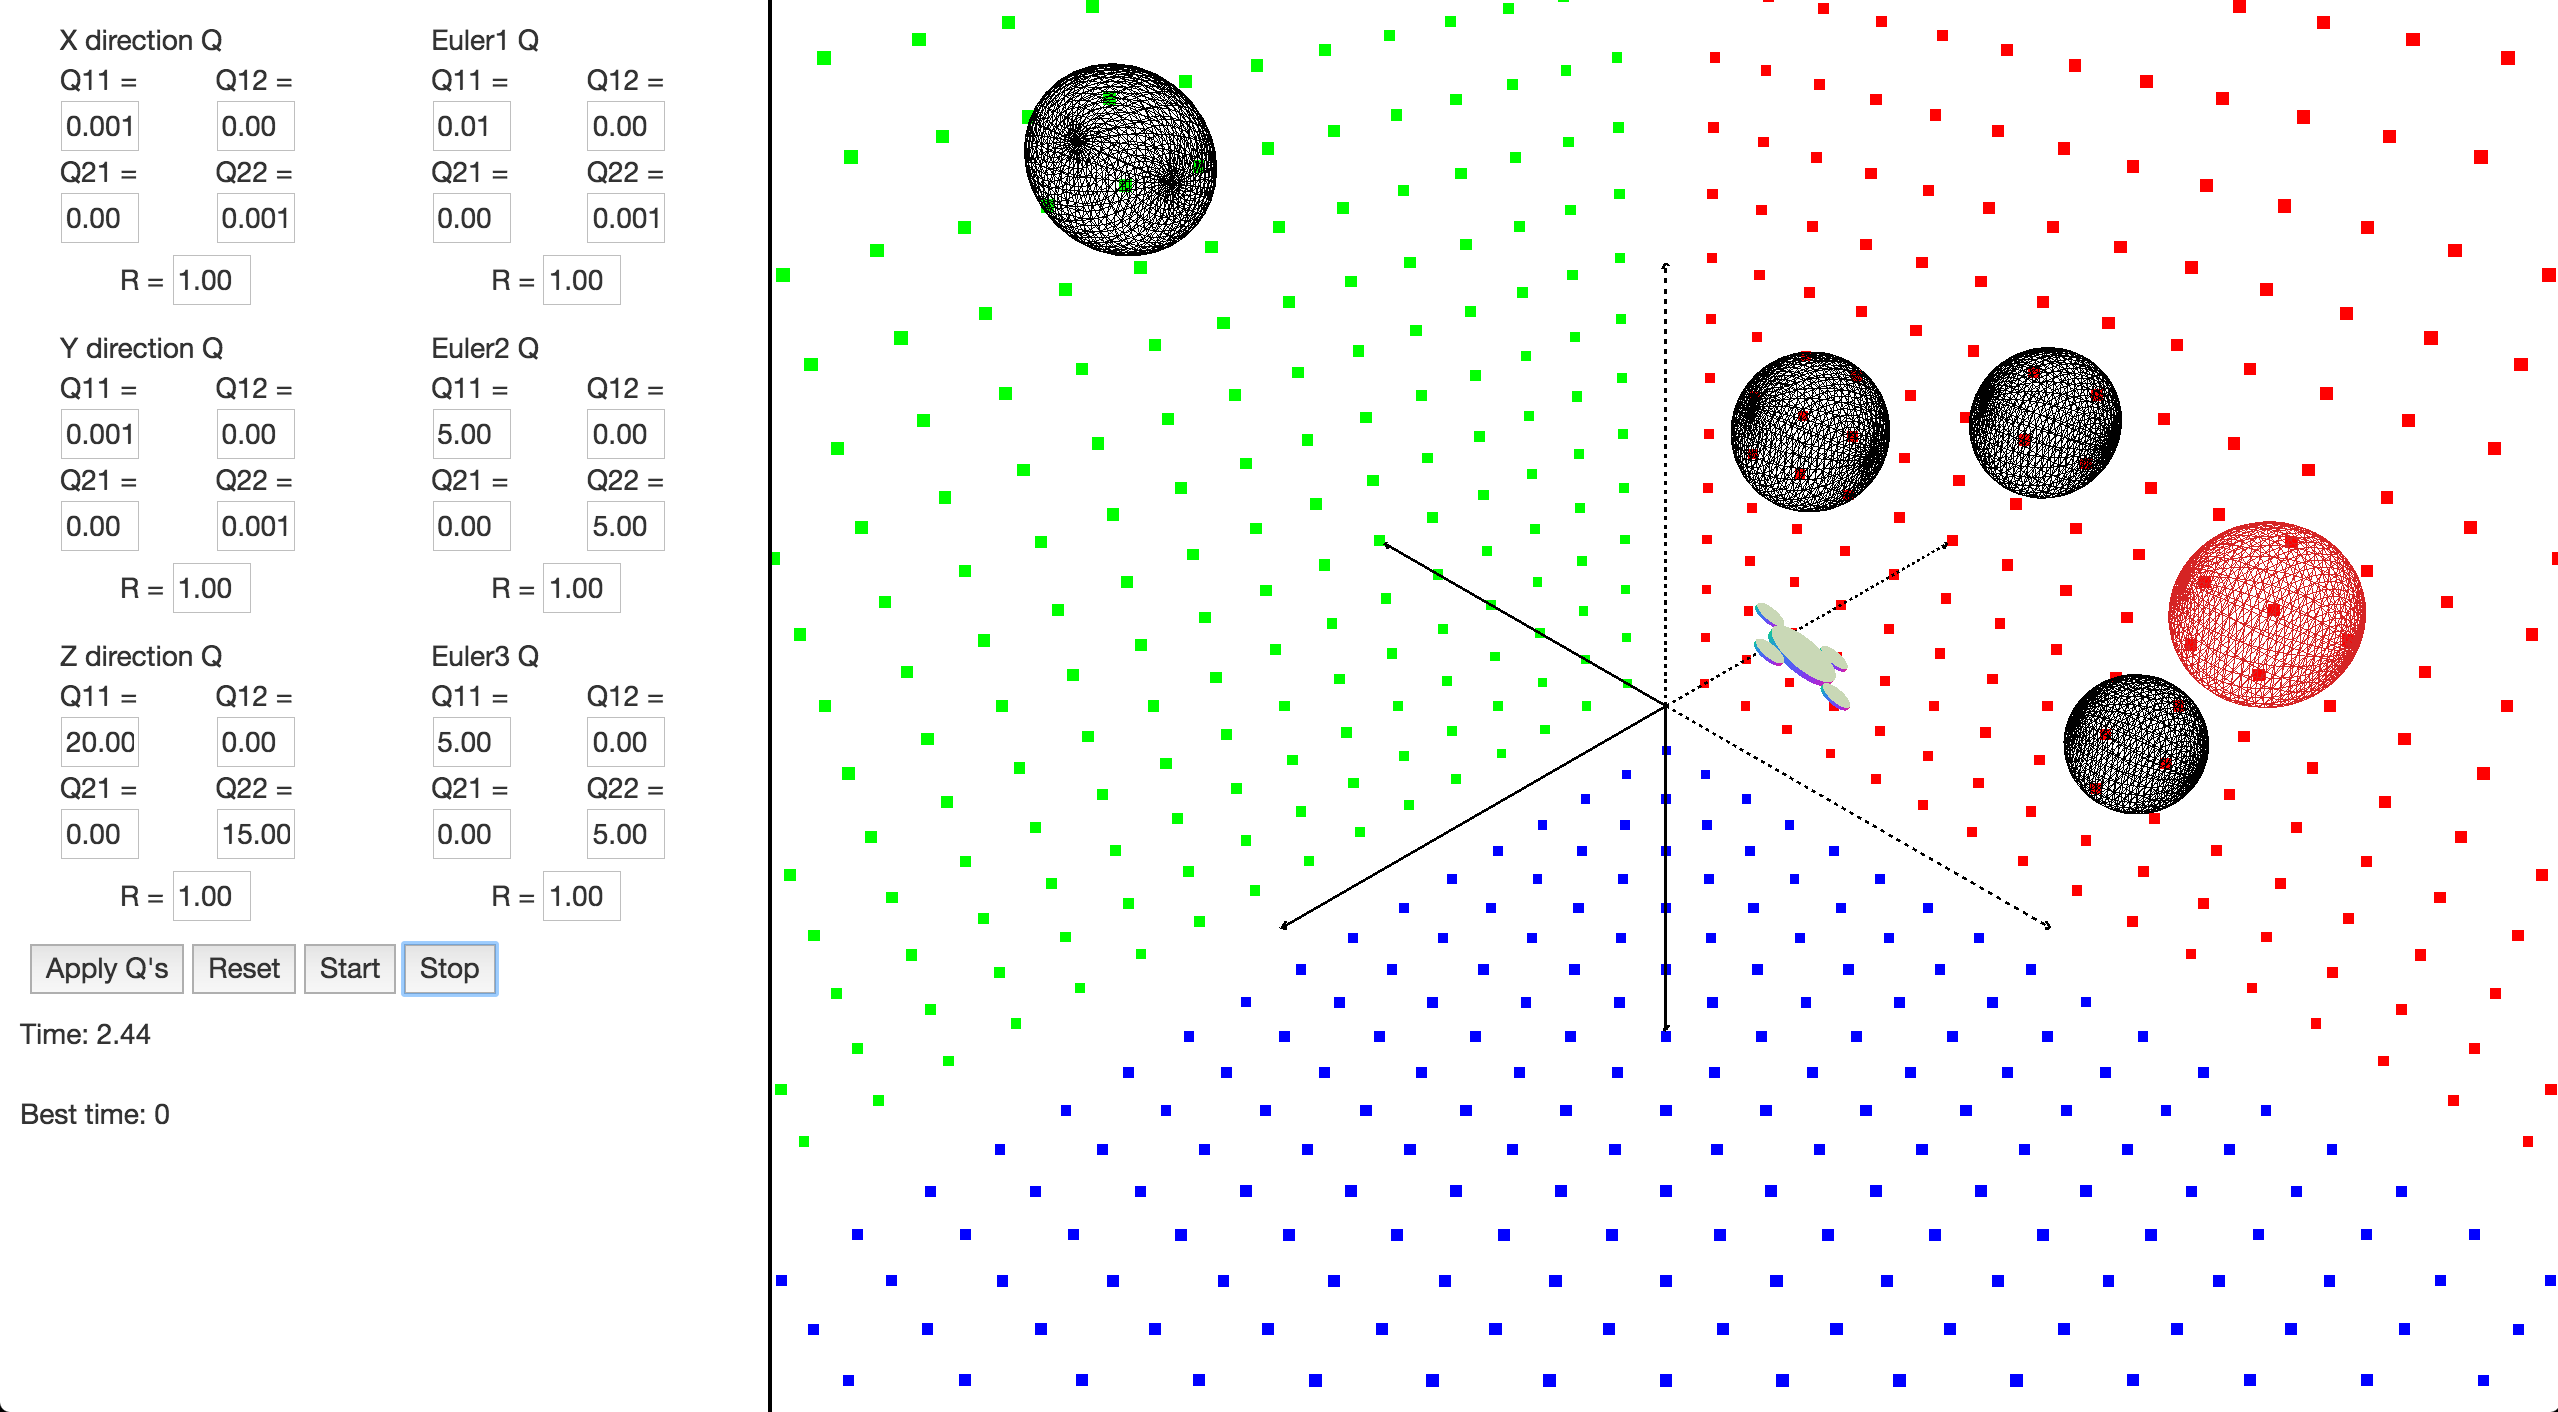 X direction Q Euler1 Q
Q11 = Q12 = Q11 = Q12 =
0.001 0.00 0.01 0.00
Q21 = Q22 = Q21 = Q22 =
0.00 0.001 0.00 0.001
R = 1.00 R = 1.00
Y direction Q Euler2 Q
Q11 = Q12 = Q11 = Q12 =
0.001 0.00 5.00 0.00
Q21 = Q22 = Q21 = Q22 =
0.00 0.001 0.00 5.00
R = 1.00 R = 1.00
Z direction Q Euler3 Q
Q11 = Q12 = Q11 = Q12 =
20.00 0.00 5.00 0.00
Q21 = Q22 = Q21 = Q22 =
0.00 15.00 0.00 5.00
R = 1.00 R = 1.00
Apply Q's Reset Start Stop
Time: 2.44
Best time: 0